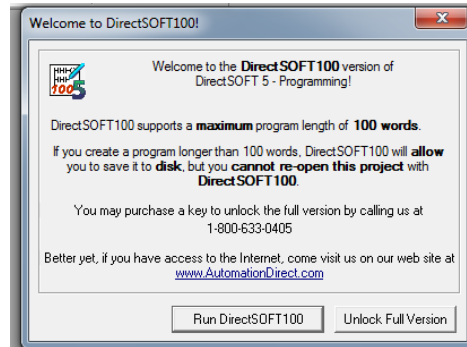 Welcome to DirectSOFT100!
X
100
5
Welcome to the DirectSOFT100 version of
DirectSOFT 5 - Programming!
DirectSOFT100 supports a maximum program length of 100 words.
If you create a program longer than 100 words, DirectSOFT100 will allow
you to save it to disk, but you cannot re-open this project with
DirectSOFT100.
You may purchase a key to unlock the full version by calling us at
1-800-633-0405
Better yet, if you have access to the Internet, come visit us on our web site at
www.AutomationDirect.com
Run DirectSOFT100
Unlock Full Version